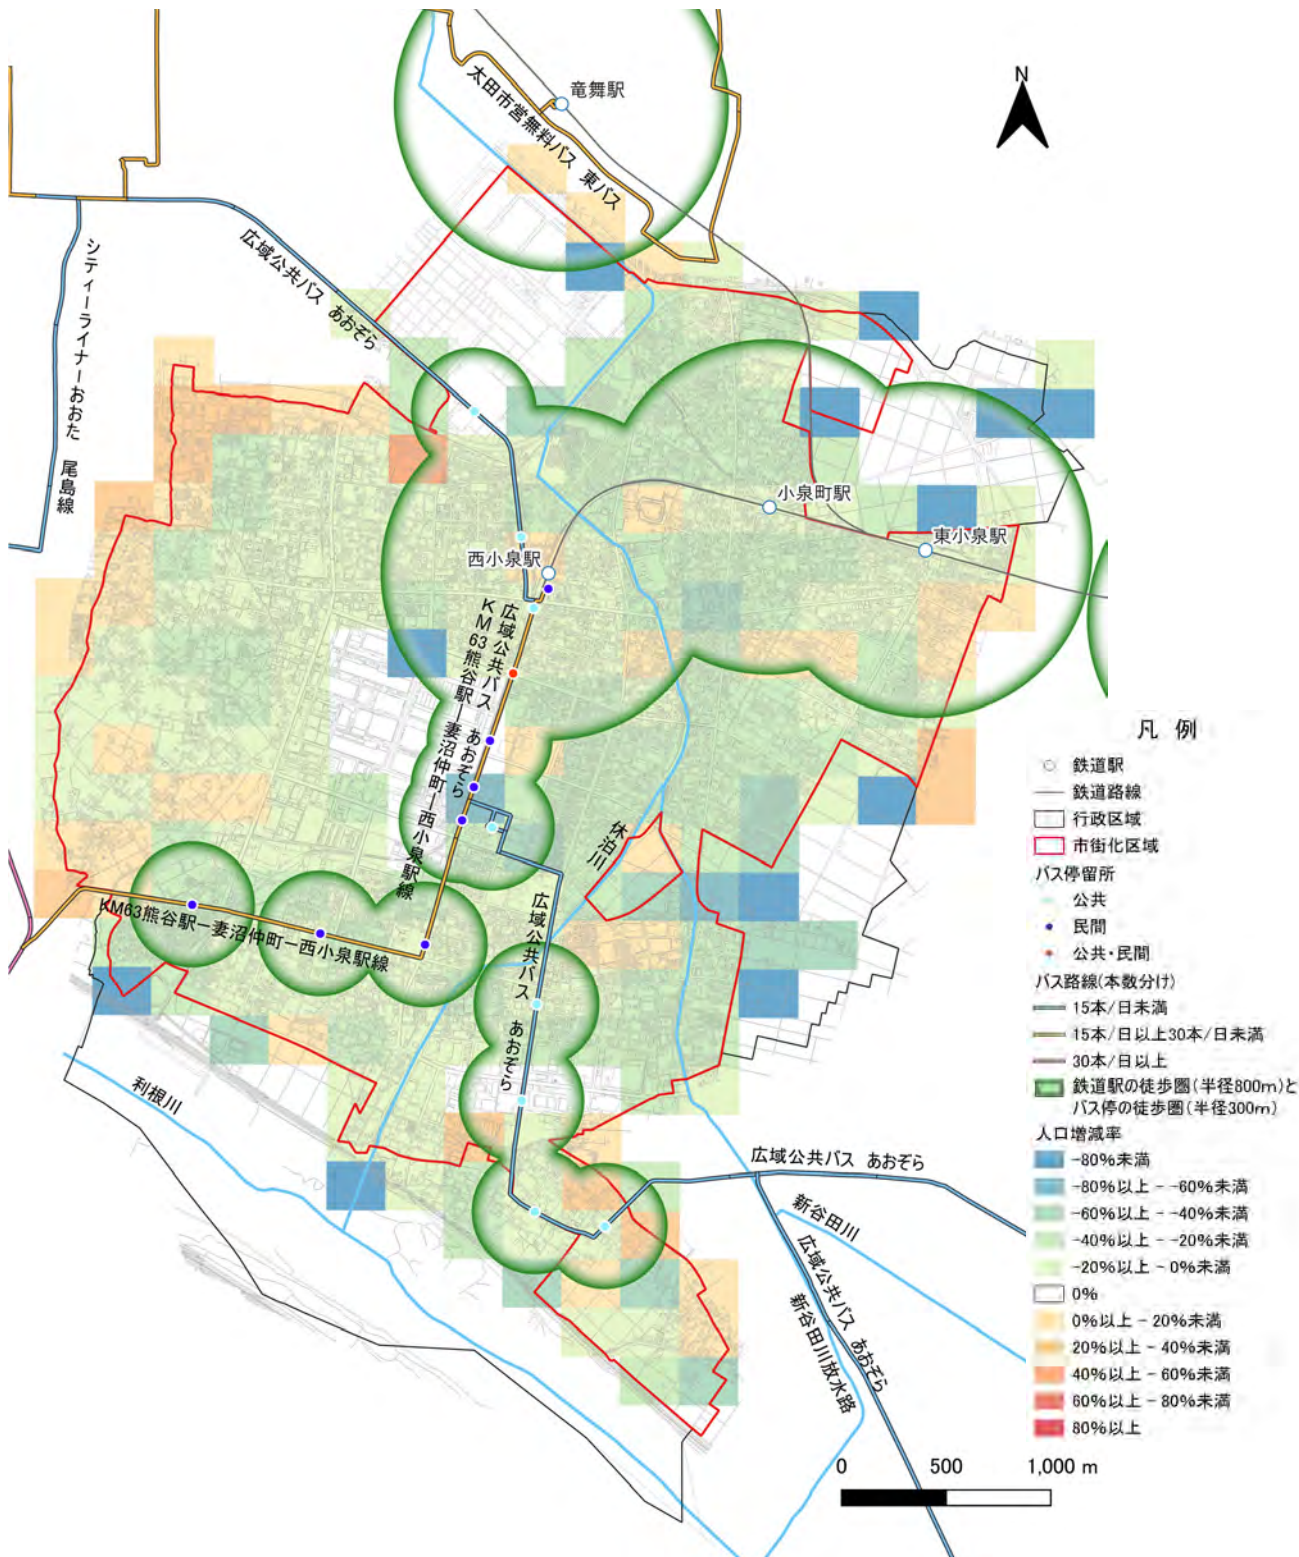 N
竜舞駅
太田市営無料バス 東バス
広域公共バス あおぞら
シティーライナーおおた 尾島線
小泉町駅
東小泉駅
西小泉駅
広域公共バス あおぞら
KM63熊谷駅ー妻沼仲町ー西小泉駅線
休泊川
広域公共バス あおぞら
KM63熊谷駅ー妻沼仲町ー西小泉駅線
利根川
広域公共バス あおぞら
新谷田川
広域公共バス あおぞら
新谷田川放水路
凡 例
鉄道駅
鉄道路線
行政区域
市街化区域
バス停留所
公共
民間
公共・民間
バス路線(本数分け)
15本/日未満
15本/日以上30本/日未満
30本/日以上
鉄道駅の徒歩圏(半径800m)と
バス停の徒歩圏(半径300m)
人口増減率
-80%未満
-80%以上 - -60%未満
-60%以上 - -40%未満
-40%以上 - -20%未満
-20%以上 - 0%未満
0%
0%以上 - 20%未満
20%以上 - 40%未満
40%以上 - 60%未満
60%以上 - 80%未満
80%以上
0 500 1,000 m